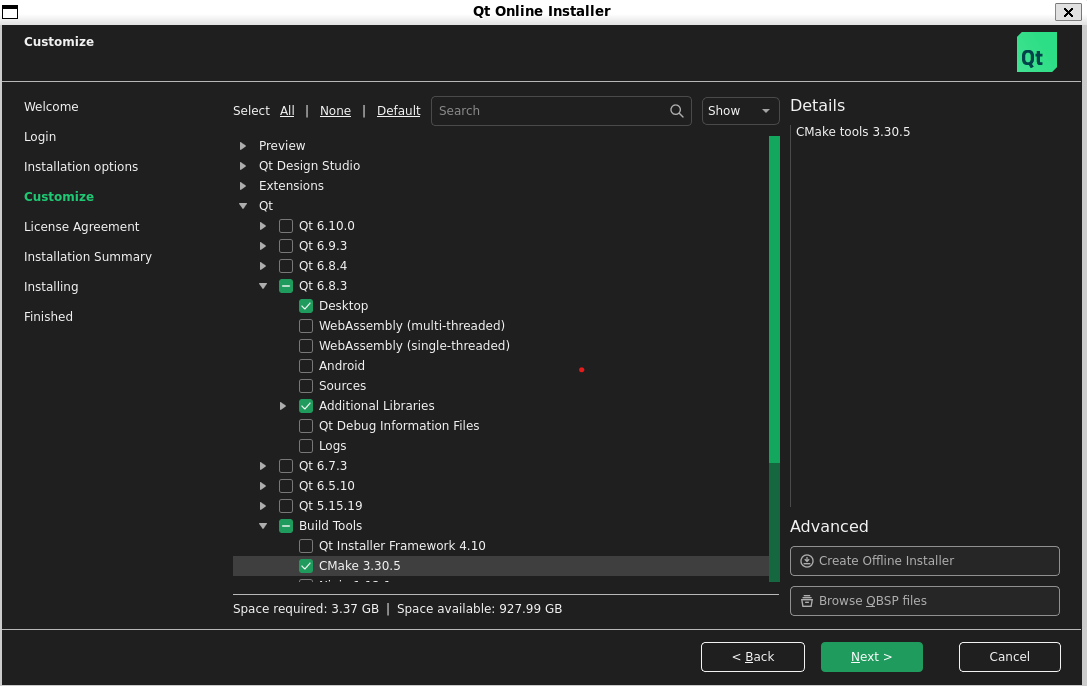 Qt Online Installer
Customize
Qt
Welcome
Login
Installation options
Customize
License Agreement
Installation Summary
Installing
Finished
Select All | None | Default Search Show
Preview
Qt Design Studio
Extensions
Qt
Qt 6.10.0
Qt 6.9.3
Qt 6.8.4
Qt 6.8.3
Desktop
WebAssembly (multi-threaded)
WebAssembly (single-threaded)
Android
Sources
Additional Libraries
Qt Debug Information Files
Logs
Qt 6.7.3
Qt 6.5.10
Qt 5.15.19
Build Tools
Qt Installer Framework 4.10
CMake 3.30.5
Space required: 3.37 GB | Space available: 927.99 GB
Details
CMake tools 3.30.5
Advanced
Create Offline Installer
Browse QBSP files
< Back Next > Cancel